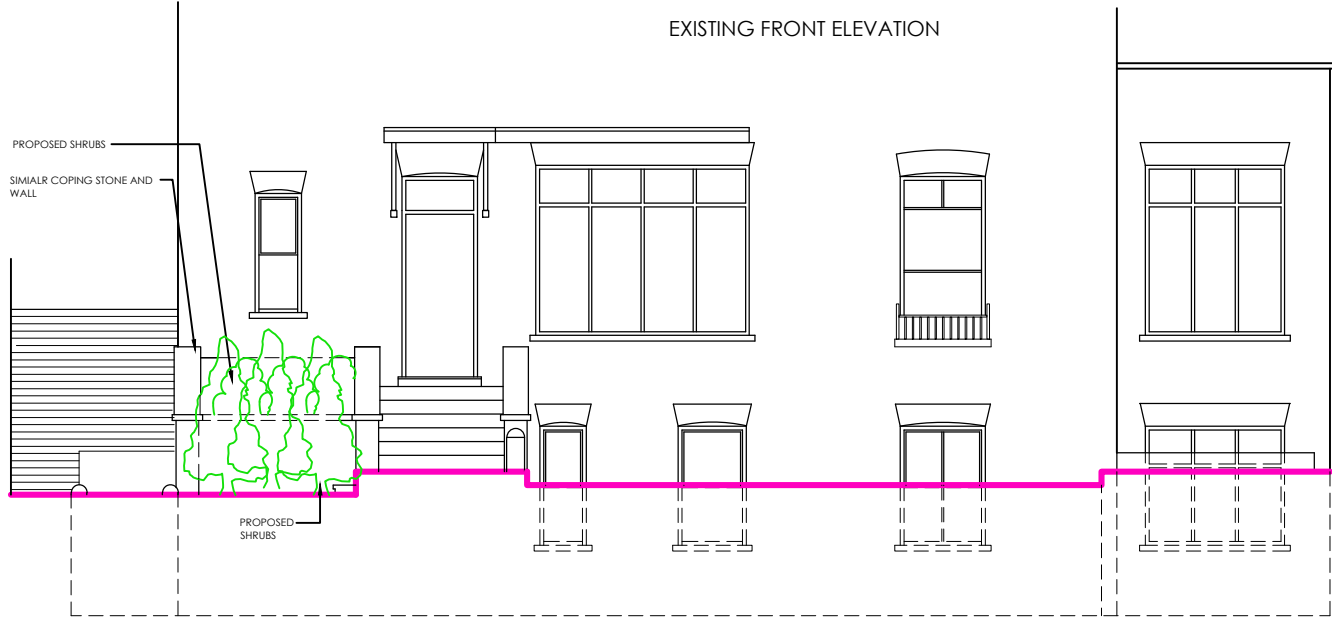 EXISTING FRONT ELEVATION
PROPOSED SHRUBS
SIMIALR COPING STONE AND
WALL
PROPOSED
SHRUBS